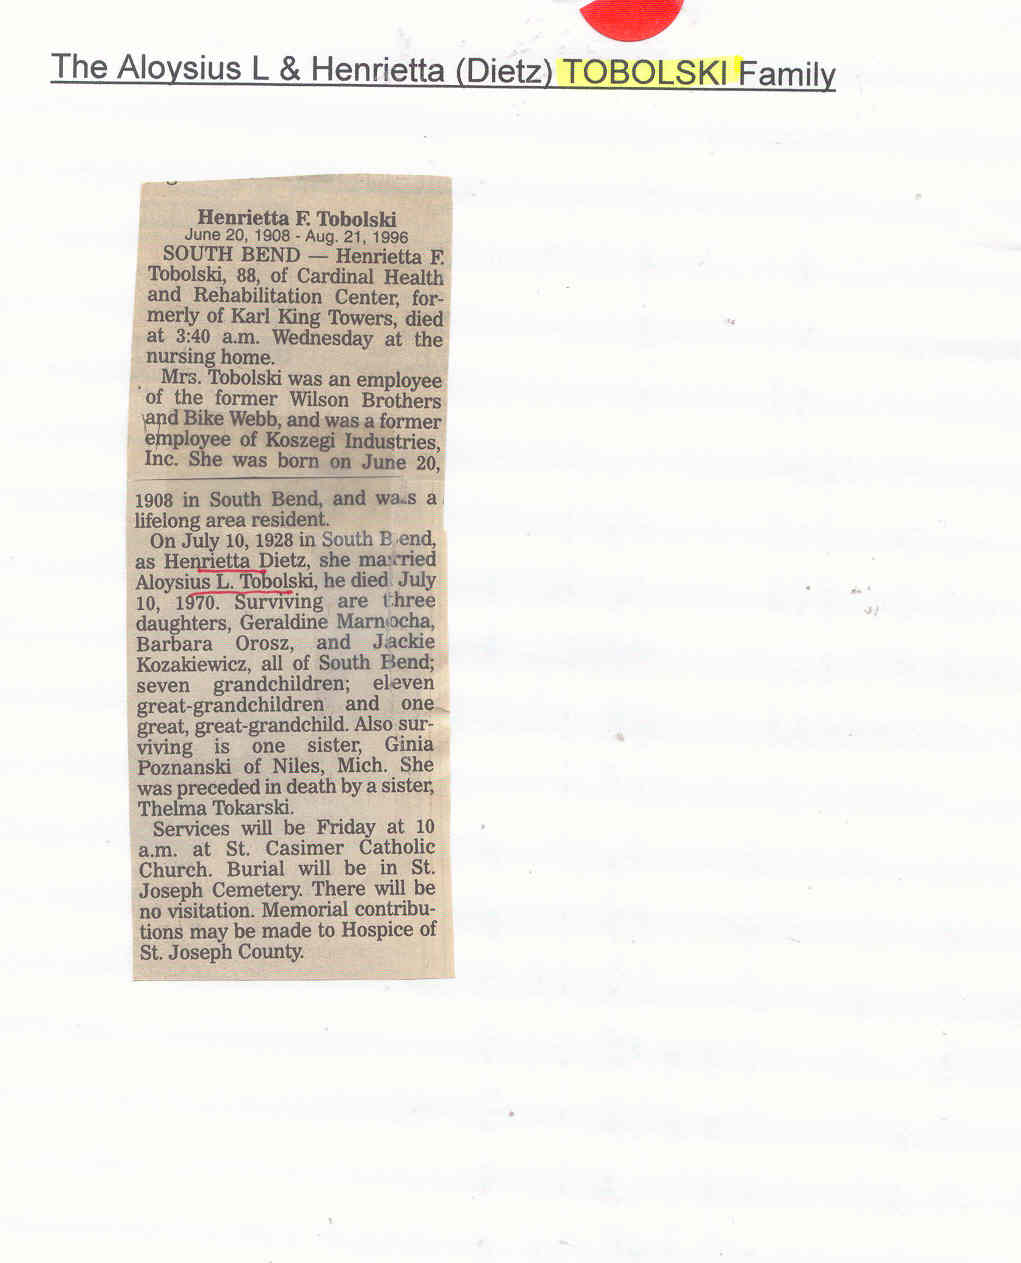 The Aloysius L & Henrietta (Dietz) TOBOLSKI Family
Henrietta F. Tobolski
June 20, 1908 - Aug. 21, 1996
SOUTH BEND — Henrietta F.
Tobolski, 88, of Cardinal Health
and Rehabilitation Center, for-
merly of Karl King Towers, died
at 3:40 a.m. Wednesday at the
nursing home.
Mrs. Tobolski was an employee
of the former Wilson Brothers
and Bike Webb, and was a former
employee of Koszegi Industries,
Inc. She was born on June 20,
1908 in South Bend, and was a
lifelong area resident.
On July 10, 1928 in South Bend,
as Henrietta Dietz, she married
Aloysius L. Tobolski, he died July
10, 1970. Surviving are three
daughters, Geraldine Marnocha,
Barbara Orosz, and Jackie
Kozakiewicz, all of South Bend;
seven grandchildren; eleven
great-grandchildren and one
great, great-grandchild. Also sur-
viving is one sister, Ginia
Poznanski of Niles, Mich. She
was preceded in death by a sister,
Thelma Tokarski.
Services will be Friday at 10
a.m. at St. Casimer Catholic
Church. Burial will be in St.
Joseph Cemetery. There will be
no visitation. Memorial contribu-
tions may be made to Hospice of
St. Joseph County.